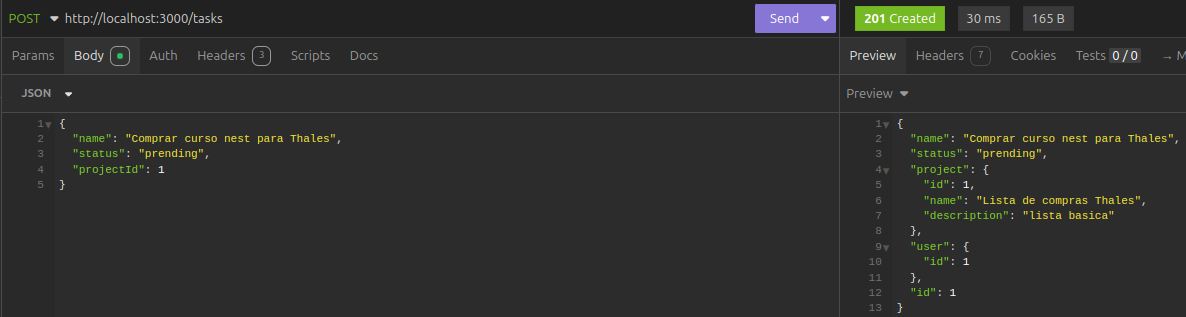 POST http://localhost:3000/tasks Send
Params Body Auth Headers 3 Scripts Docs
JSON
1 {
2 "name": "Comprar curso nest para Thales",
3 "status": "prending",
4 "projectId": 1
5 }
201 Created 30 ms 165 B
Preview Headers 7 Cookies Tests 0 / 0 → M
Preview
1 {
2 "name": "Comprar curso nest para Thales",
3 "status": "prending",
4 "project": {
5 "id": 1,
6 "name": "Lista de compras Thales",
7 "description": "lista basica"
8 },
9 "user": {
10 "id": 1
11 },
12 "id": 1
13 }